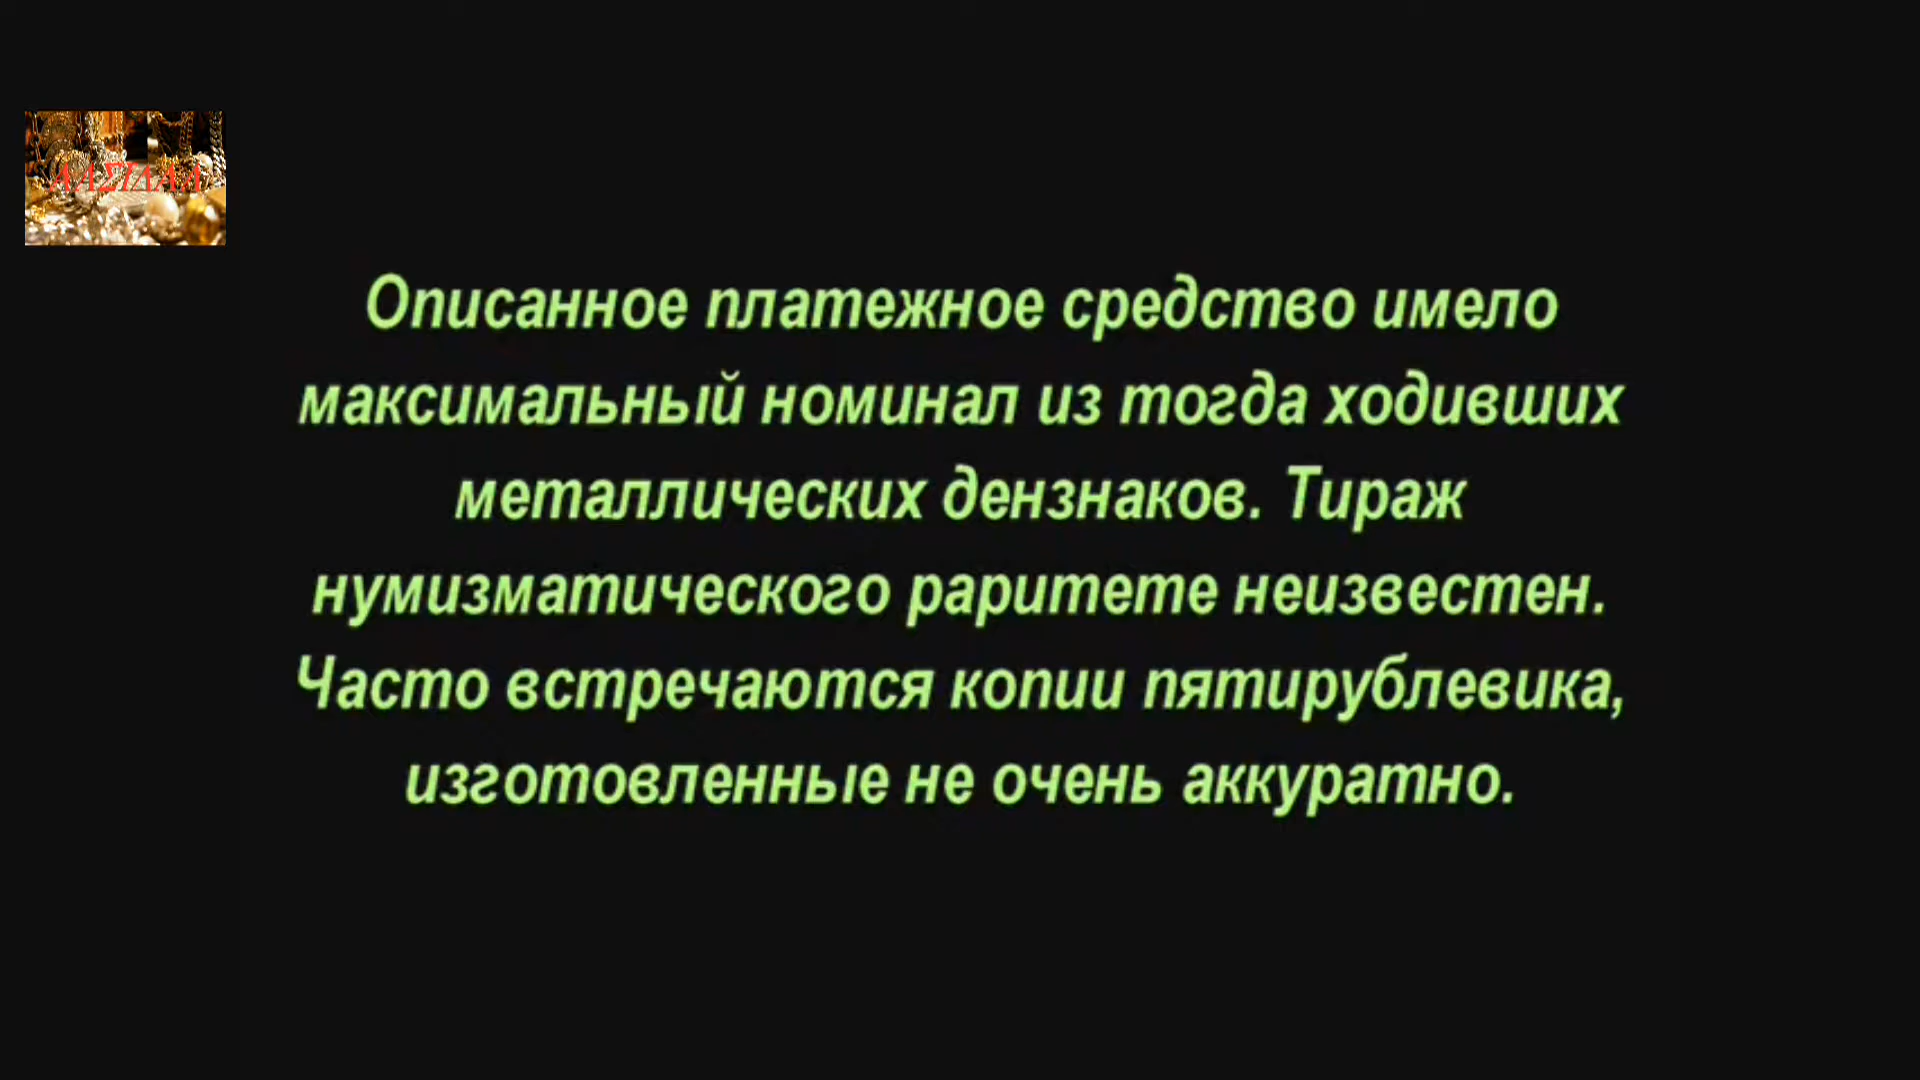 Описанное платежное средство имело
максимальный номинал из тогда ходивших
металлических дензнаков. Тираж
нумизматического раритете неизвестен.
Часто встречаются копии пятирублевика,
изготовленные не очень аккуратно.